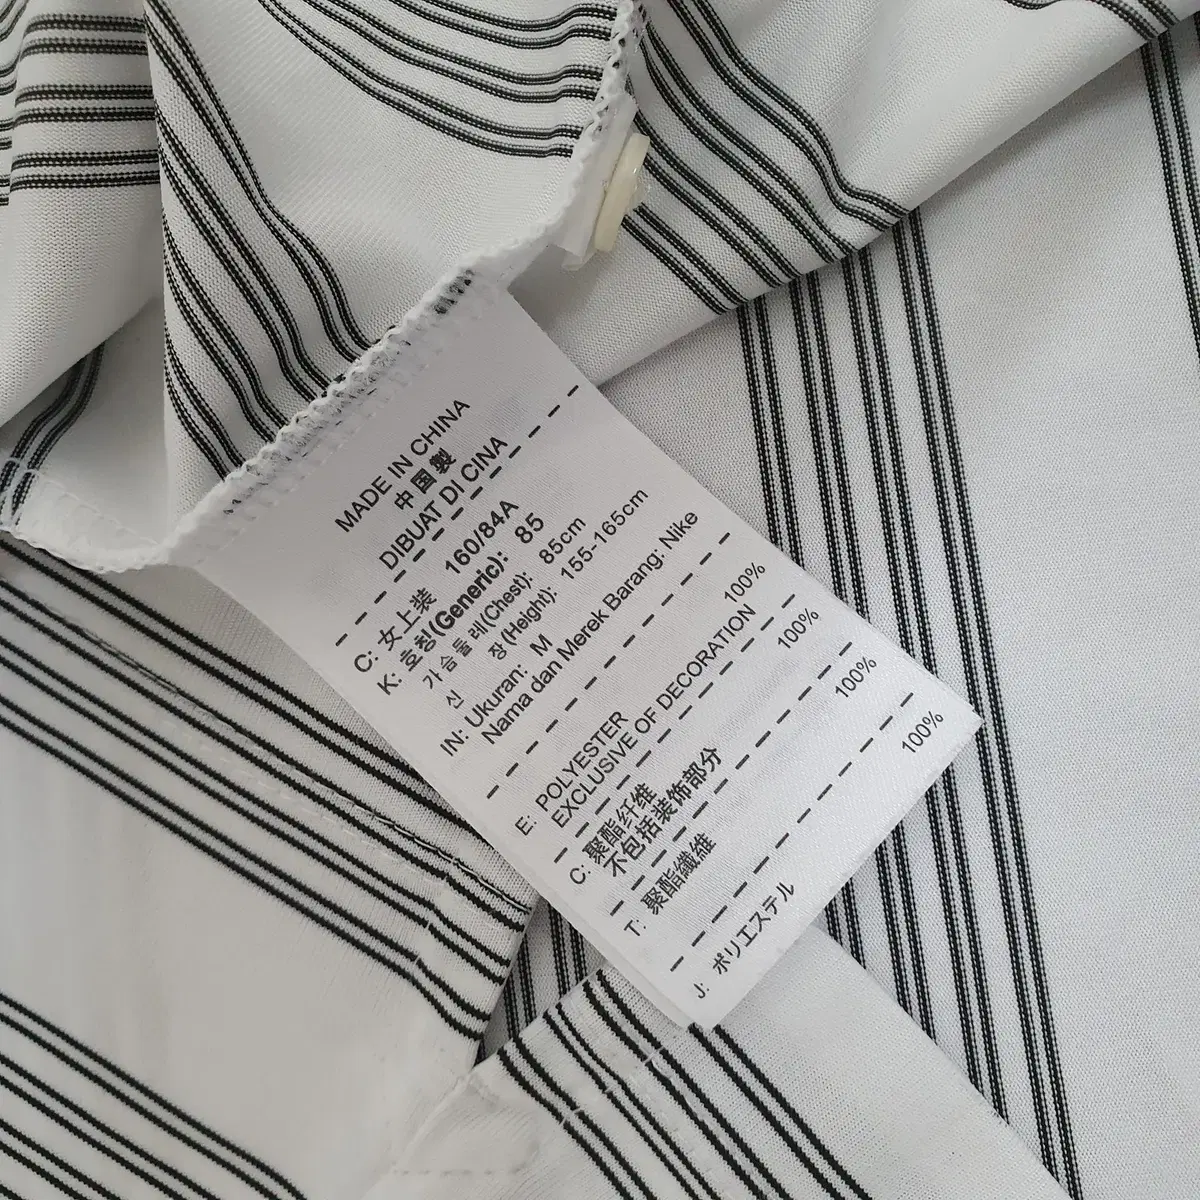 MADE IN CHINA
中国製
DIBUAT DI CINA
C: 女上装 160/84A
K: 호칭(Generic): 85
가슴둘레(Chest): 85cm
신 장(Height): 155-165cm
IN: Ukuran: M
Nama dan Merek Barang: Nike
E: POLYESTER 100%
EXCLUSIVE OF DECORATION
C: 聚酯纤维 100%
不包括装饰部分
T: 聚酯纖維 100%
J: ポリエステル 100%